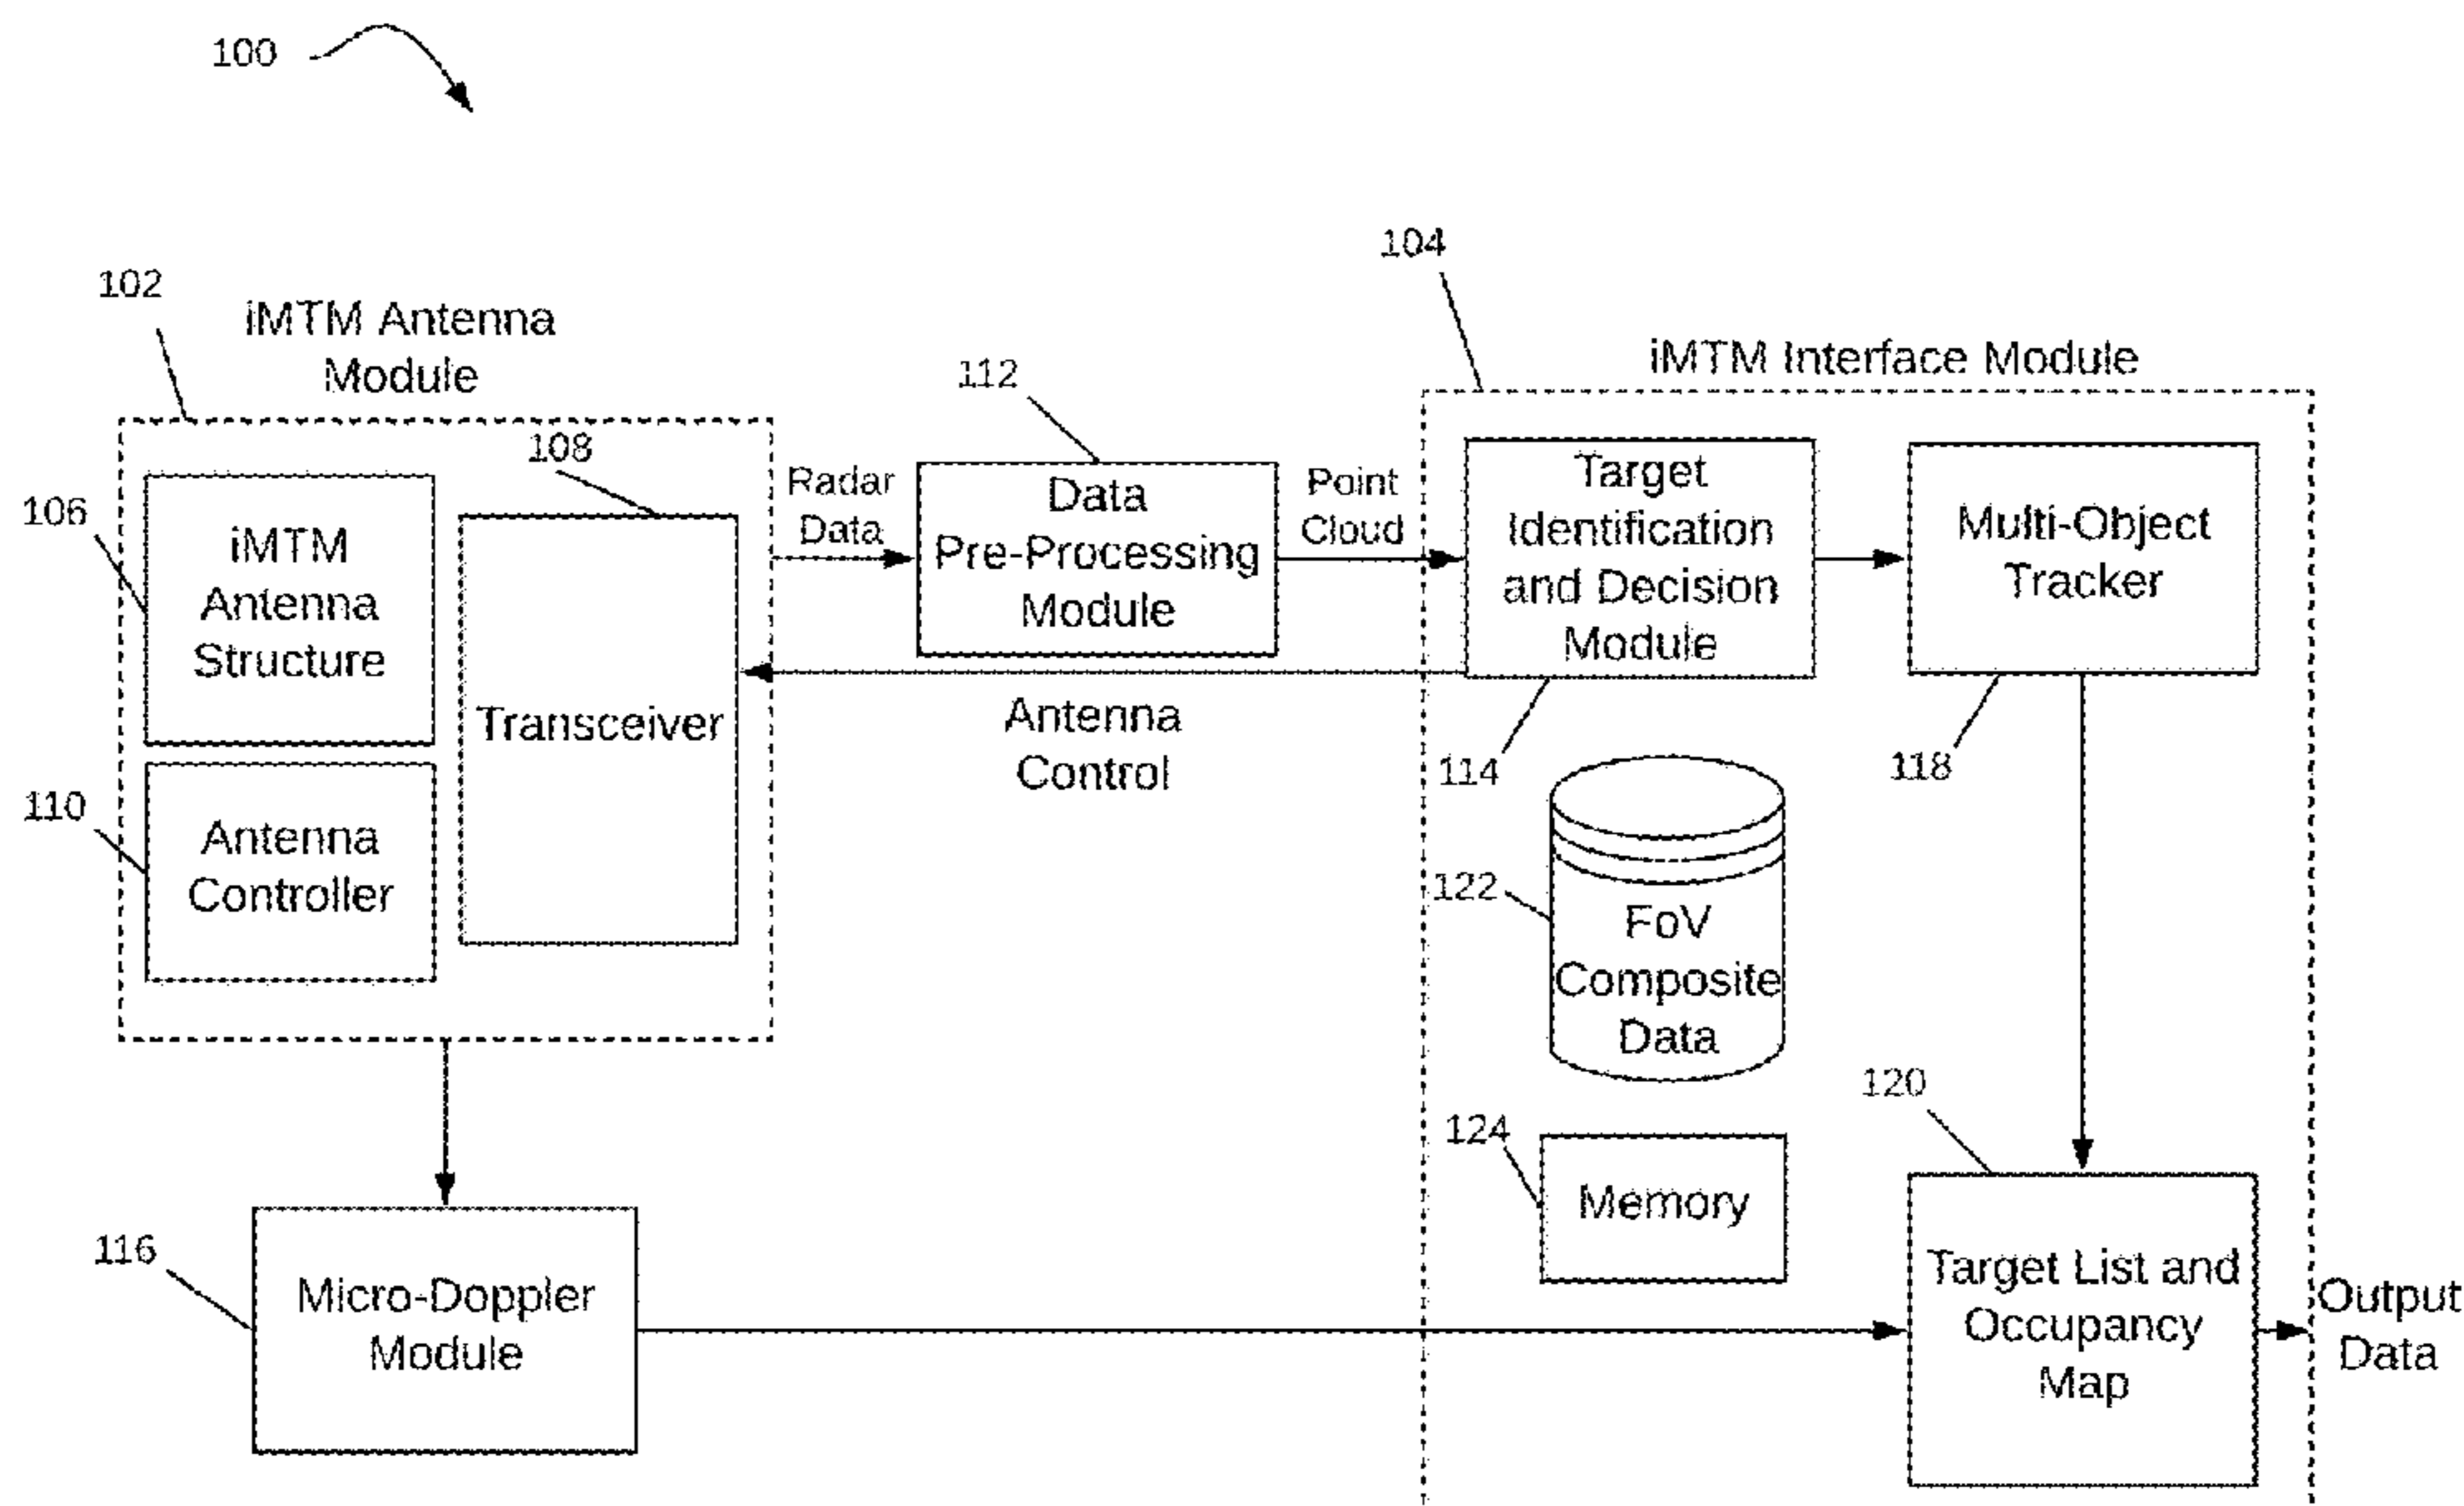 100
104
102
iMTM Antenna
Module
iMTM Interface Module
112
108
Radar
Data
Data
Pre-Processing
Module
Point
Cloud
Target
Identification
and Decision
Module
Multi-Object
Tracker
106
iMTM
Antenna
Structure
Transceiver
Antenna
Control
114
118
110
Antenna
Controller
122
FoV
Composite
Data
120
124
Memory
116
Micro-Doppler
Module
Target List and
Occupancy
Map
Output
Data